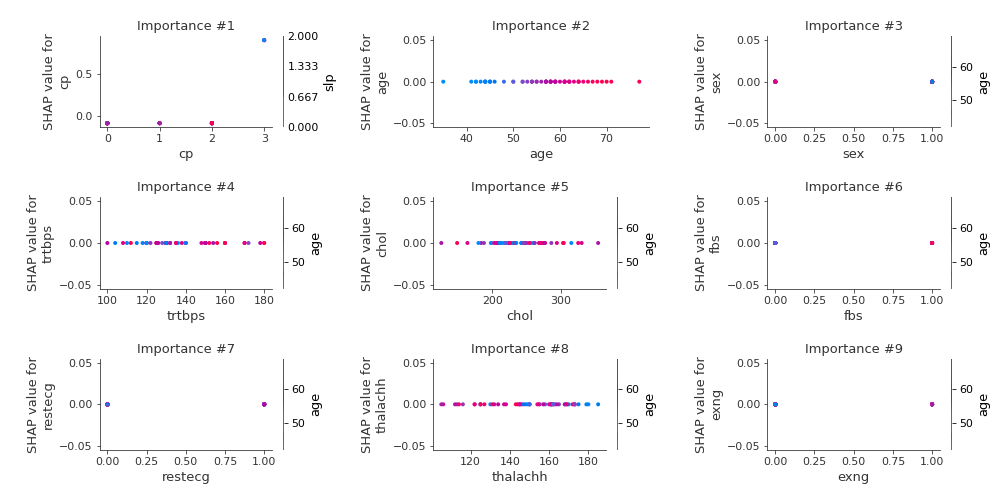 Importance #1
SHAP value for
cp
0.5
0.0
0 1 2 3
cp
2.000
1.333
0.667
0.000
slp
Importance #2
SHAP value for
age
0.05
0.00
−0.05
40 50 60 70
age
Importance #3
SHAP value for
sex
0.05
0.00
−0.05
0.00 0.25 0.50 0.75 1.00
sex
60
50
age
Importance #4
SHAP value for
trtbps
0.05
0.00
−0.05
100 120 140 160 180
trtbps
60
50
age
Importance #5
SHAP value for
chol
0.05
0.00
−0.05
200 300
chol
60
50
age
Importance #6
SHAP value for
fbs
0.05
0.00
−0.05
0.00 0.25 0.50 0.75 1.00
fbs
60
50
age
Importance #7
SHAP value for
restecg
0.05
0.00
−0.05
0.00 0.25 0.50 0.75 1.00
restecg
60
50
age
Importance #8
SHAP value for
thalachh
0.05
0.00
−0.05
120 140 160 180
thalachh
60
50
age
Importance #9
SHAP value for
exng
0.05
0.00
−0.05
0.00 0.25 0.50 0.75 1.00
exng
60
50
age